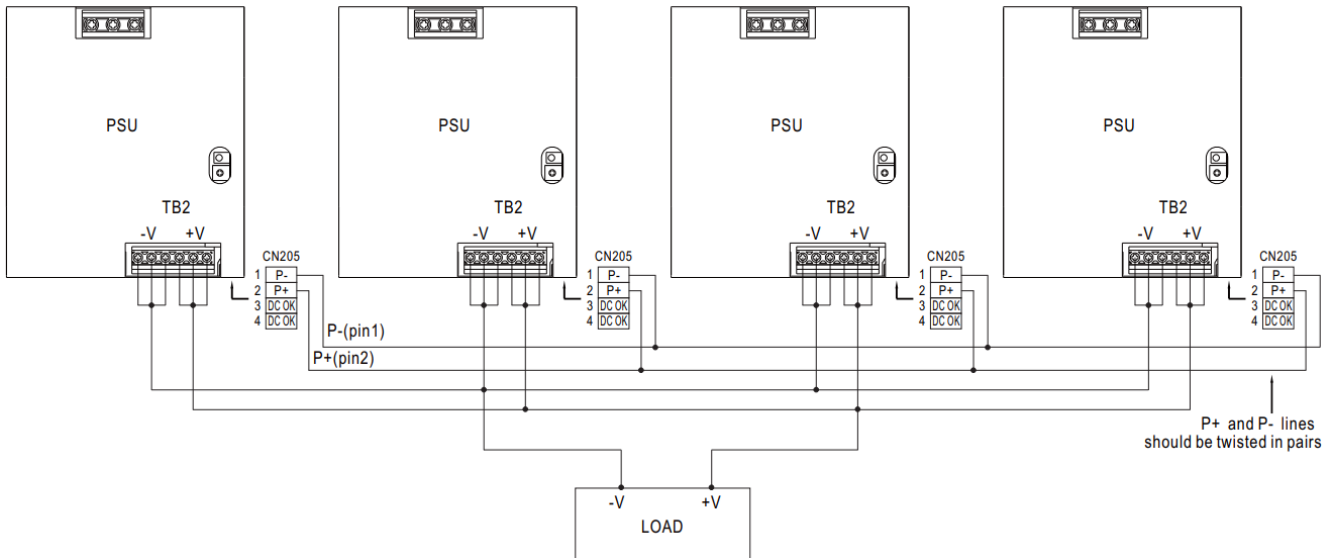 PSU
TB2
-V +V
CN205
1 P-
2 P+
3 DC OK
4 DC OK
PSU
TB2
-V +V
CN205
1 P-
2 P+
3 DC OK
4 DC OK
PSU
TB2
-V +V
CN205
1 P-
2 P+
3 DC OK
4 DC OK
PSU
TB2
-V +V
CN205
1 P-
2 P+
3 DC OK
4 DC OK
P-(pin1)
P+(pin2)
P+ and P- lines
should be twisted in pairs
-V +V
LOAD